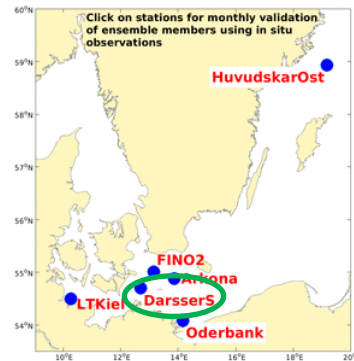 60°N
Click on stations for monthly validation
of ensemble members using in situ
observations
59°N
HuvudskarOst
58°N
57°N
56°N
55°N
FINO2
Arkona
DarsserS
LTKiel
54°N
Oderbank
10°E
12°E
14°E
16°E
18°E
20°